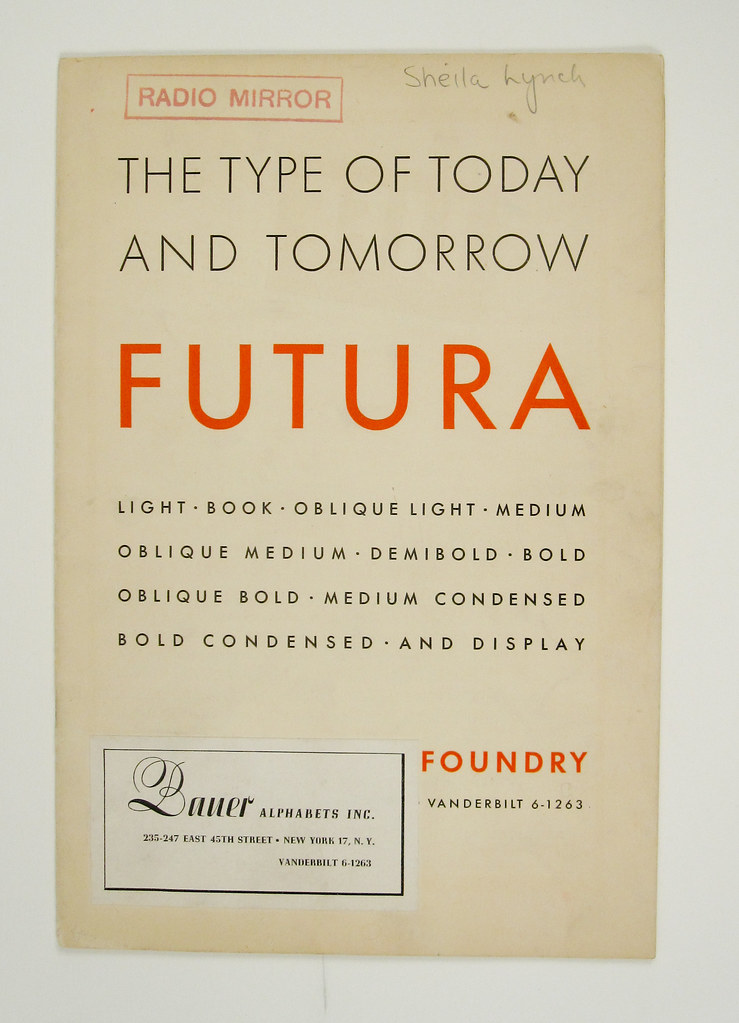 RADIO MIRROR
Sheila Lynch
THE TYPE OF TODAY
AND TOMORROW
FUTURA
LIGHT · BOOK · OBLIQUE LIGHT · MEDIUM
OBLIQUE MEDIUM · DEMIBOLD · BOLD
OBLIQUE BOLD · MEDIUM CONDENSED
BOLD CONDENSED · AND DISPLAY
FOUNDRY
VANDERBILT 6-1263
Bauer ALPHABETS INC.
235-247 EAST 45TH STREET • NEW YORK 17, N. Y.
VANDERBILT 6-1263